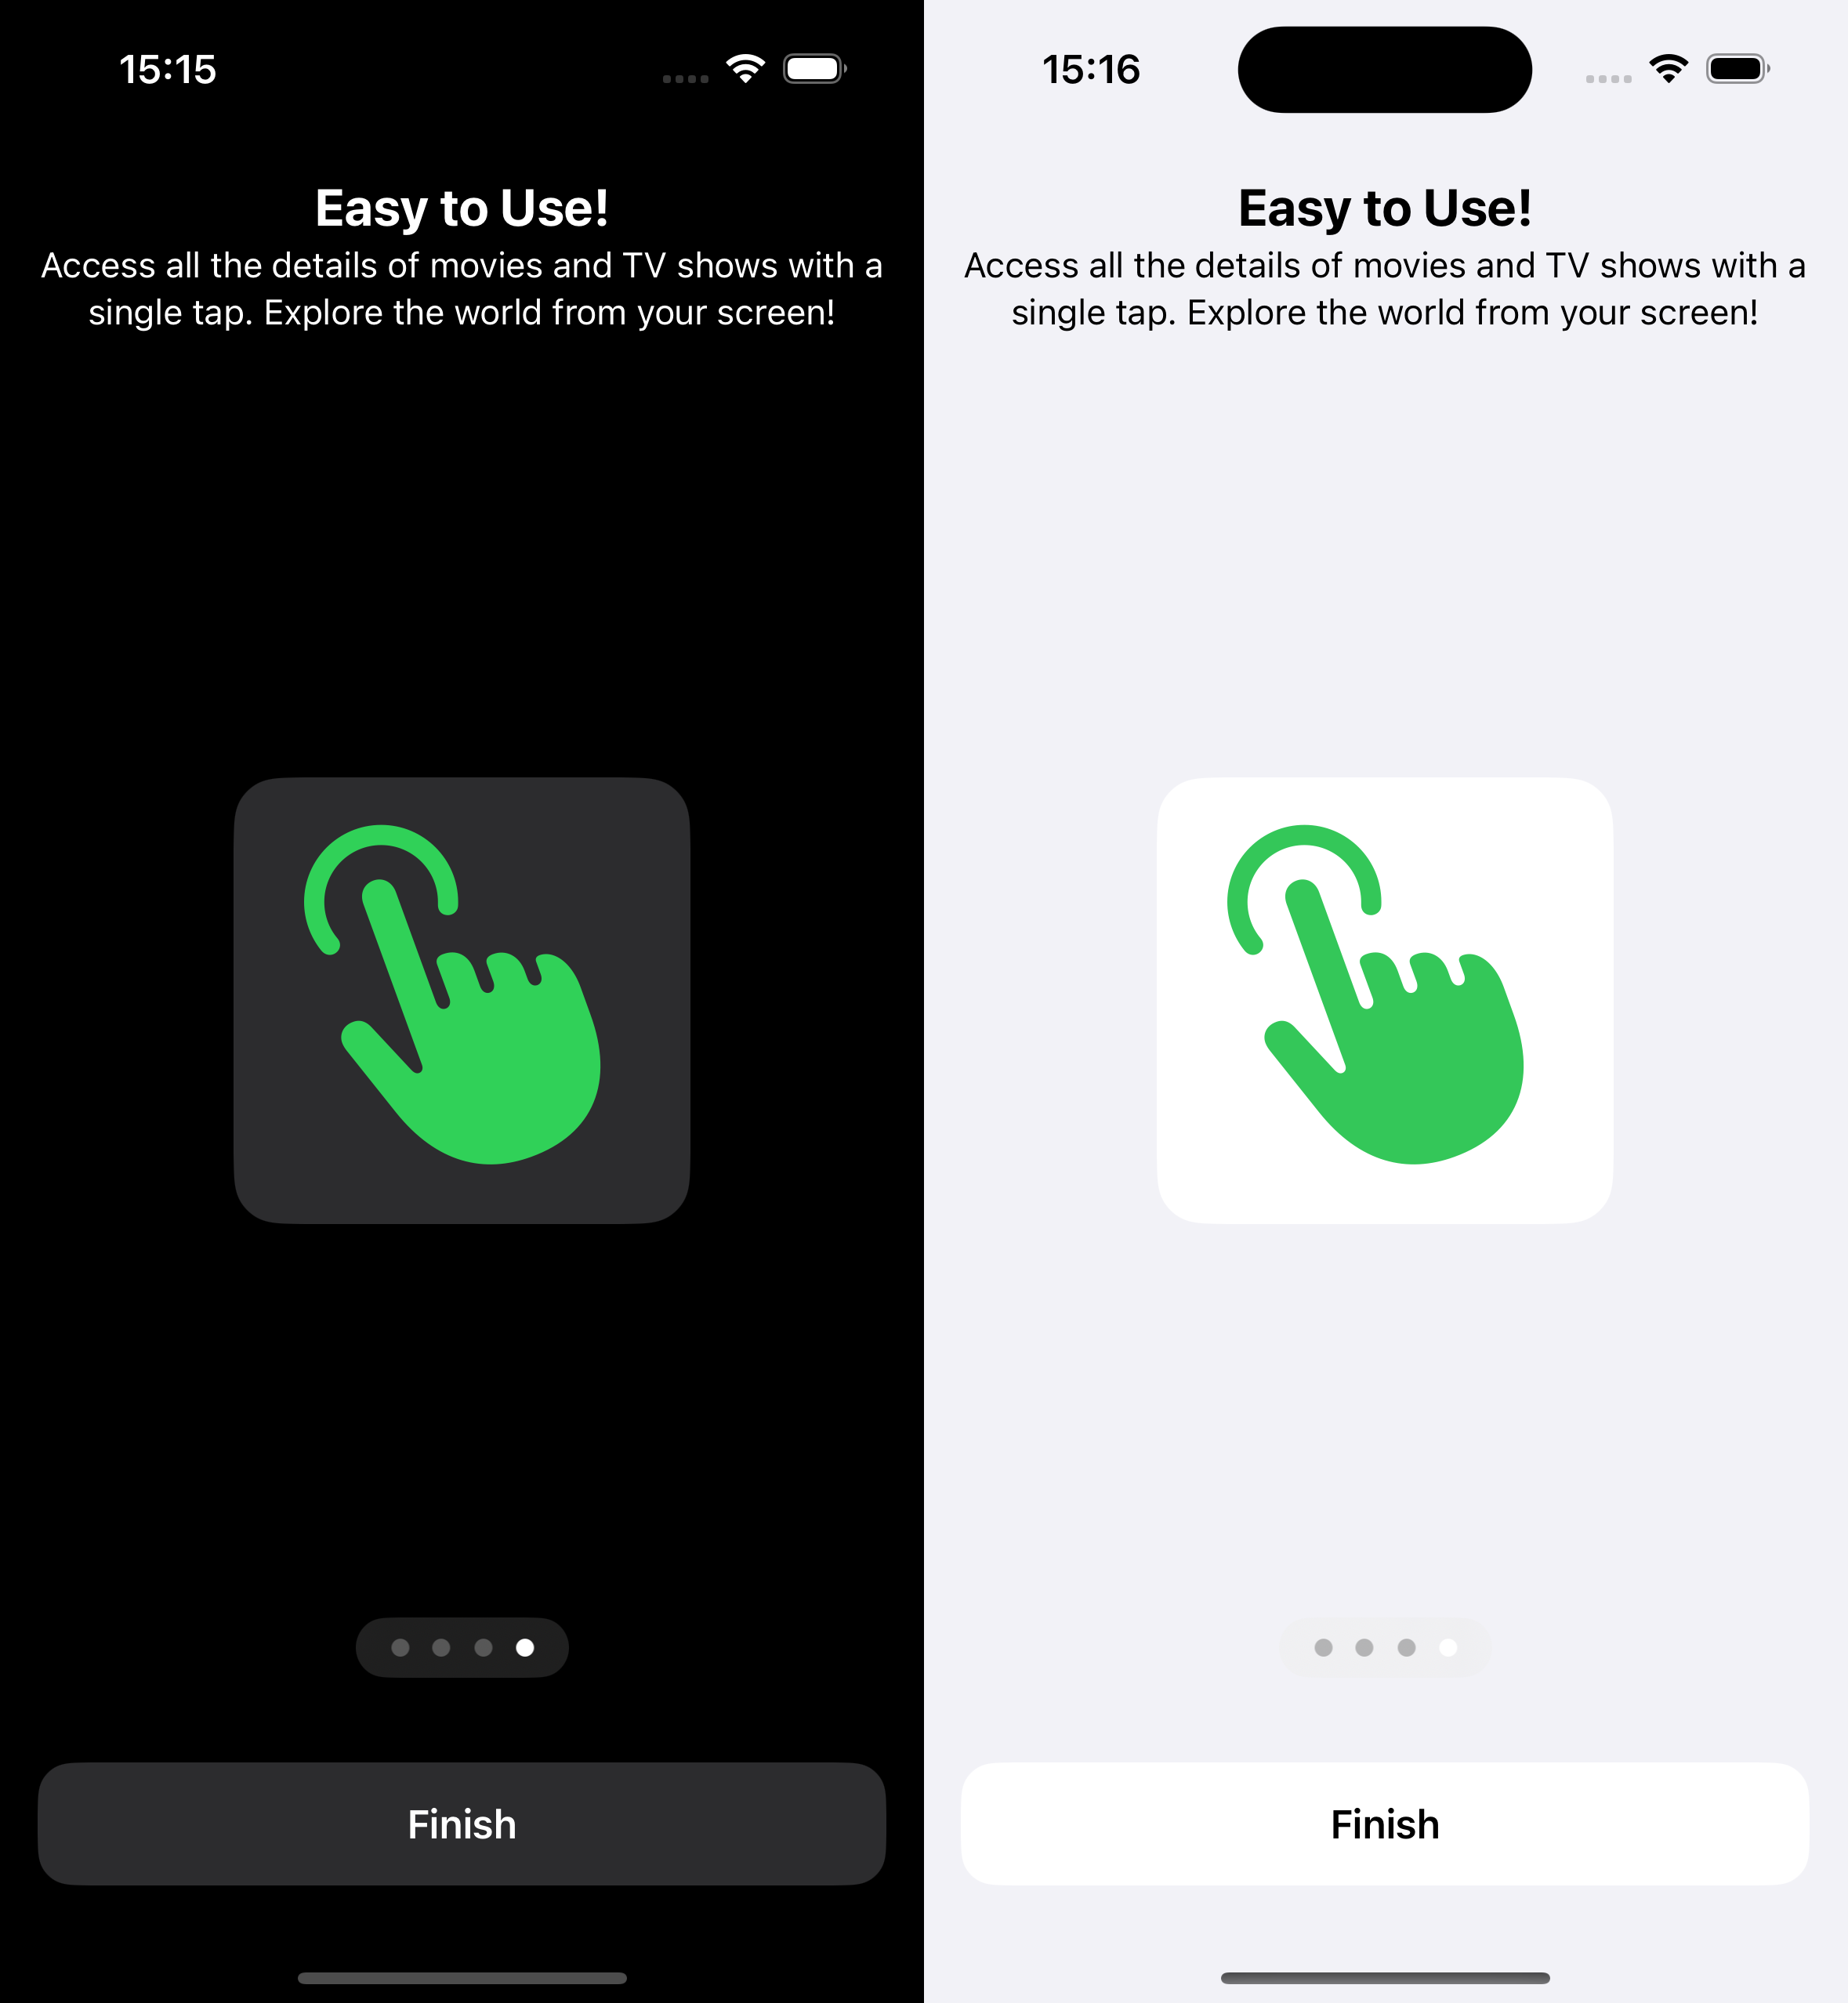 15:15
Easy to Use!
Access all the details of movies and TV shows with a
single tap. Explore the world from your screen!
Finish
15:16
Easy to Use!
Access all the details of movies and TV shows with a
single tap. Explore the world from your screen!
Finish